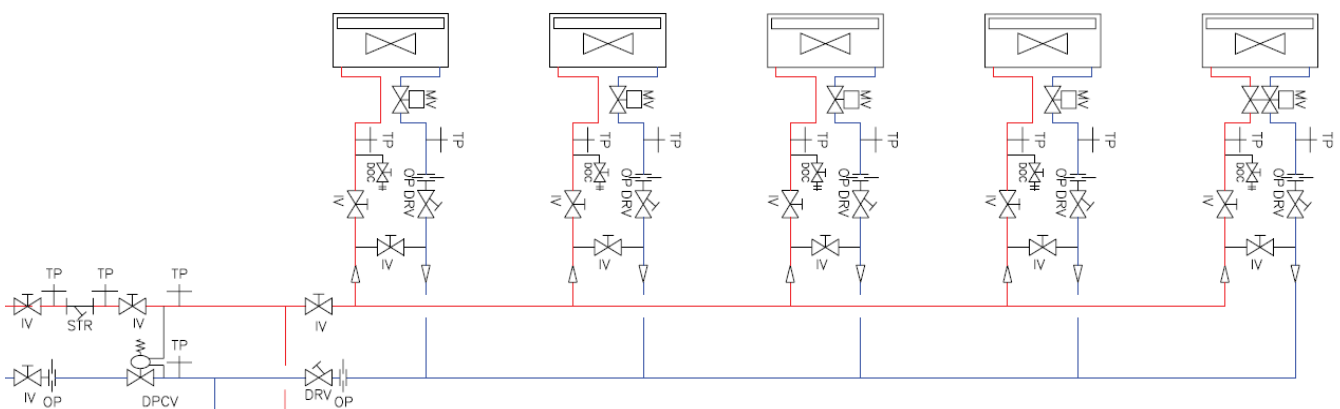 MV MV MV MV MV
TP TP TP TP TP TP TP TP TP TP
DOC DOC DOC DOC DOC
IV OP DRV IV OP DRV IV OP DRV IV OP DRV IV OP DRV
IV IV IV IV IV
TP TP TP
IV STR IV IV
TP
IV OP DPCV DRV OP